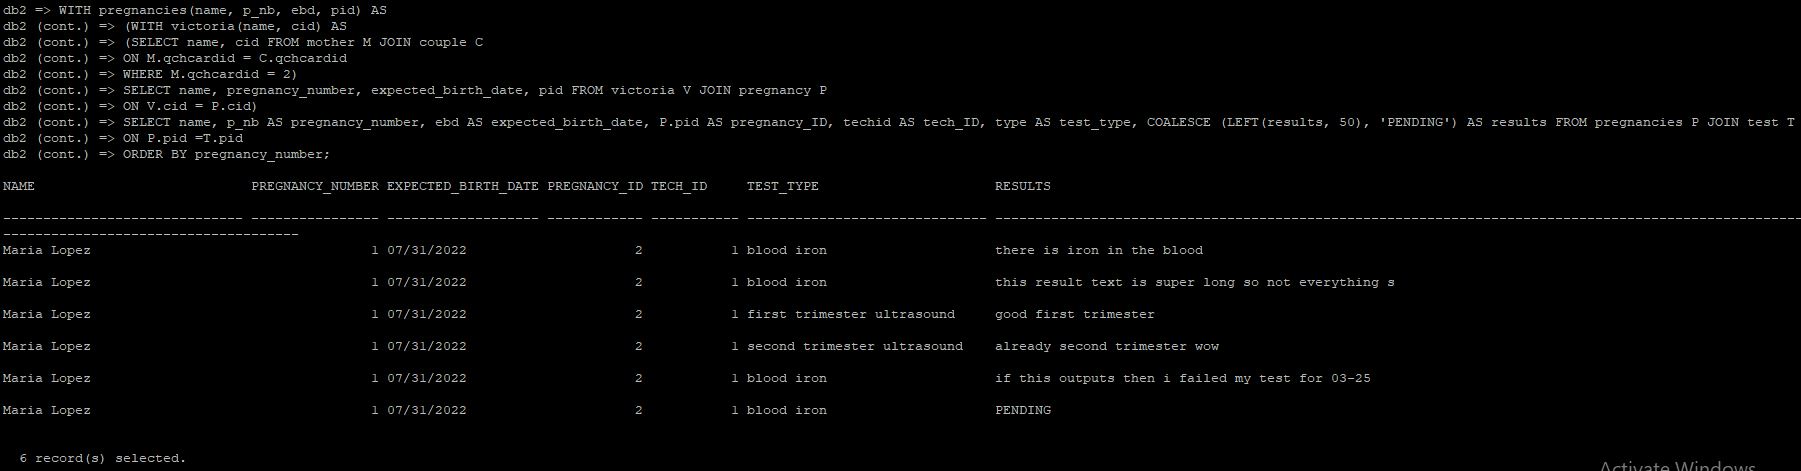 db2 => WITH pregnancies(name, p_nb, ebd, pid) AS
db2 (cont.) => (WITH victoria(name, cid) AS
db2 (cont.) => (SELECT name, cid FROM mother M JOIN couple C
db2 (cont.) => ON M.qchcardid = C.qchcardid
db2 (cont.) => WHERE M.qchcardid = 2)
db2 (cont.) => SELECT name, pregnancy_number, expected_birth_date, pid FROM victoria V JOIN pregnancy P
db2 (cont.) => ON V.cid = P.cid)
db2 (cont.) => SELECT name, p_nb AS pregnancy_number, ebd AS expected_birth_date, P.pid AS pregnancy_ID, techid AS tech_ID, type AS test_type, COALESCE (LEFT(results, 50), 'PENDING') AS results FROM pregnancies P JOIN test T
db2 (cont.) => ON P.pid =T.pid
db2 (cont.) => ORDER BY pregnancy_number;
NAME PREGNANCY_NUMBER EXPECTED_BIRTH_DATE PREGNANCY_ID TECH_ID TEST_TYPE RESULTS
------------------------------ ---------------- ------------------- ------------ ----------- ------------------------------ -----------------------------------------------------------------------------------------------------
-------------------------------------
Maria Lopez 1 07/31/2022 2 1 blood iron there is iron in the blood
Maria Lopez 1 07/31/2022 2 1 blood iron this result text is super long so not everything s
Maria Lopez 1 07/31/2022 2 1 first trimester ultrasound good first trimester
Maria Lopez 1 07/31/2022 2 1 second trimester ultrasound already second trimester wow
Maria Lopez 1 07/31/2022 2 1 blood iron if this outputs then i failed my test for 03-25
Maria Lopez 1 07/31/2022 2 1 blood iron PENDING
6 record(s) selected.
Activate Windows